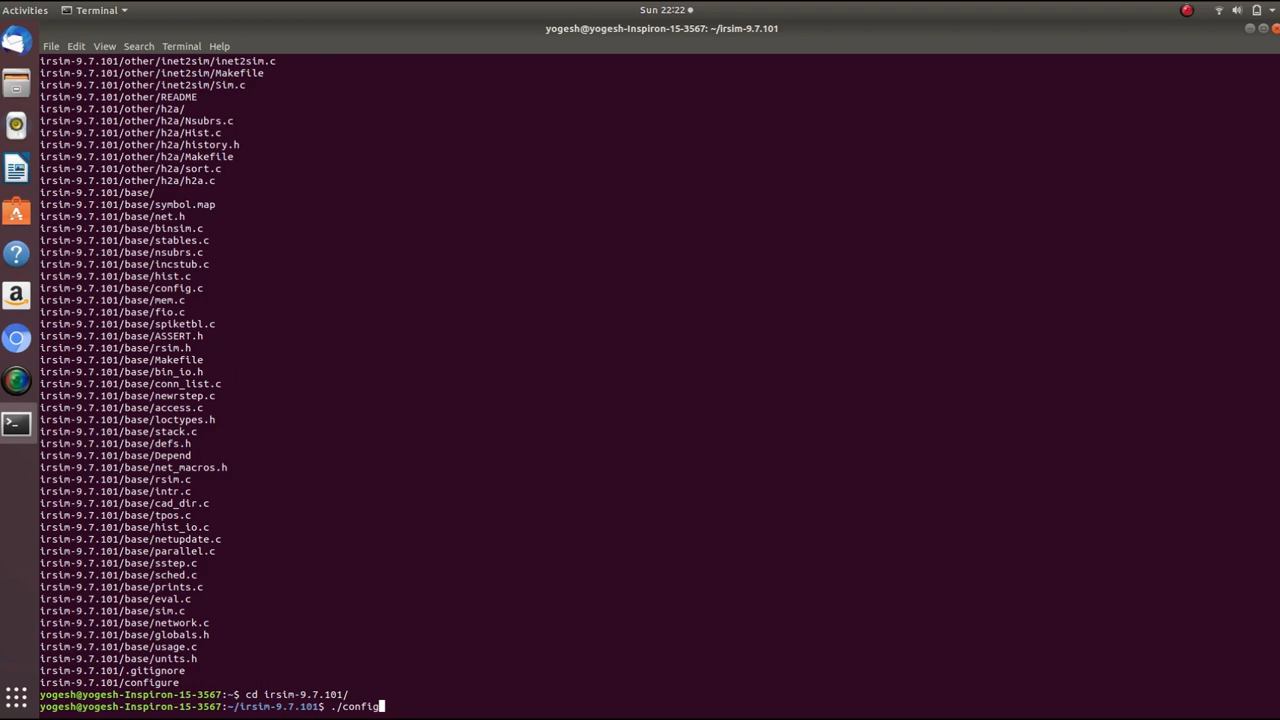 Activities
Terminal
Sun 22:22
yogesh@yogesh-Inspiron-15-3567: ~/irsim-9.7.101
File Edit View Search Terminal Help
irsim-9.7.101/other/inet2sim/inet2sim.c
irsim-9.7.101/other/inet2sim/Makefile
irsim-9.7.101/other/inet2sim/Sim.c
irsim-9.7.101/other/README
irsim-9.7.101/other/h2a/
irsim-9.7.101/other/h2a/Nsubrs.c
irsim-9.7.101/other/h2a/Hist.c
irsim-9.7.101/other/h2a/history.h
irsim-9.7.101/other/h2a/Makefile
irsim-9.7.101/other/h2a/sort.c
irsim-9.7.101/other/h2a/h2a.c
irsim-9.7.101/base/
irsim-9.7.101/base/symbol.map
irsim-9.7.101/base/net.h
irsim-9.7.101/base/binsim.c
irsim-9.7.101/base/stables.c
irsim-9.7.101/base/nsubrs.c
irsim-9.7.101/base/incstub.c
irsim-9.7.101/base/hist.c
irsim-9.7.101/base/config.c
irsim-9.7.101/base/mem.c
irsim-9.7.101/base/fio.c
irsim-9.7.101/base/spiketbl.c
irsim-9.7.101/base/ASSERT.h
irsim-9.7.101/base/rsim.h
irsim-9.7.101/base/Makefile
irsim-9.7.101/base/bin_io.h
irsim-9.7.101/base/conn_list.c
irsim-9.7.101/base/newrstep.c
irsim-9.7.101/base/access.c
irsim-9.7.101/base/loctypes.h
irsim-9.7.101/base/stack.c
irsim-9.7.101/base/defs.h
irsim-9.7.101/base/Depend
irsim-9.7.101/base/net_macros.h
irsim-9.7.101/base/rsim.c
irsim-9.7.101/base/intr.c
irsim-9.7.101/base/cad_dir.c
irsim-9.7.101/base/tpos.c
irsim-9.7.101/base/hist_io.c
irsim-9.7.101/base/netupdate.c
irsim-9.7.101/base/parallel.c
irsim-9.7.101/base/sstep.c
irsim-9.7.101/base/sched.c
irsim-9.7.101/base/prints.c
irsim-9.7.101/base/eval.c
irsim-9.7.101/base/sim.c
irsim-9.7.101/base/network.c
irsim-9.7.101/base/globals.h
irsim-9.7.101/base/usage.c
irsim-9.7.101/base/units.h
irsim-9.7.101/.gitignore
irsim-9.7.101/configure
yogesh@yogesh-Inspiron-15-3567:~$ cd irsim-9.7.101/
yogesh@yogesh-Inspiron-15-3567:~/irsim-9.7.101$ ./config